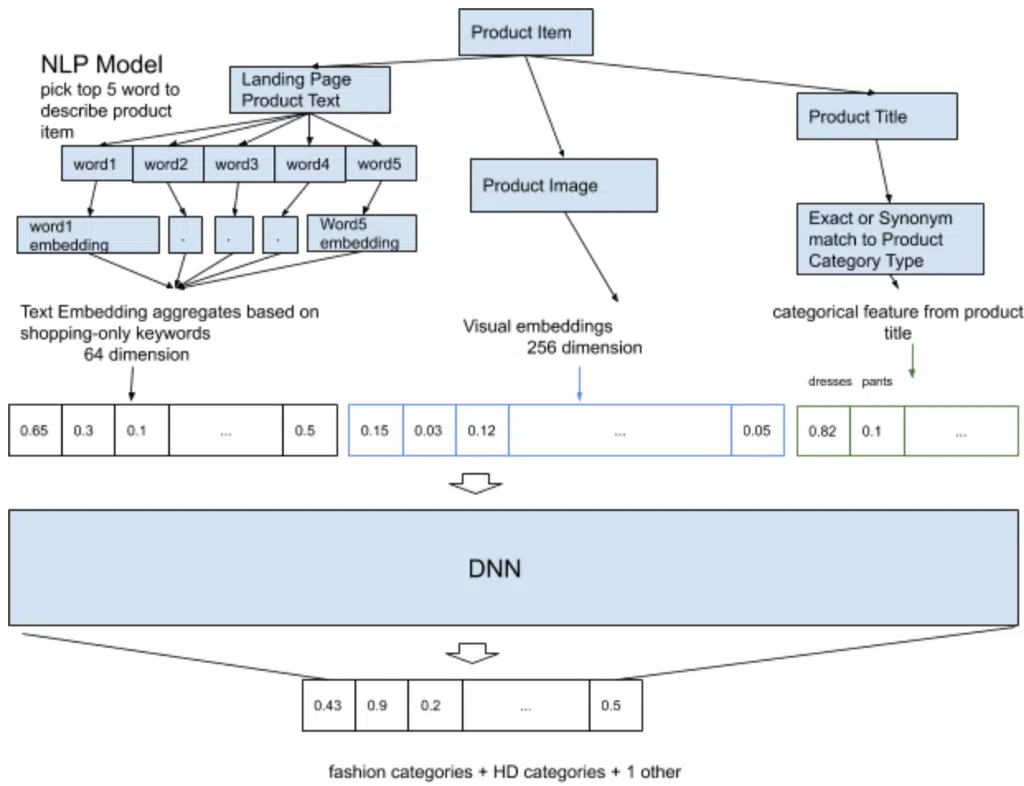 Product Item
NLP Model
pick top 5 word to
describe product
item
Landing Page
Product Text
Product Title
word1
word2
word3
word4
word5
Product Image
word1
embedding
.
.
.
Word5
embedding
Exact or Synonym
match to Product
Category Type
Text Embedding aggregates based on
shopping-only keywords
64 dimension
Visual embeddings
256 dimension
categorical feature from product
title
dresses pants
0.65 0.3 0.1 ... 0.5
0.15 0.03 0.12 ... 0.05
0.82 0.1 ...
DNN
0.43 0.9 0.2 ... 0.5
fashion categories + HD categories + 1 other